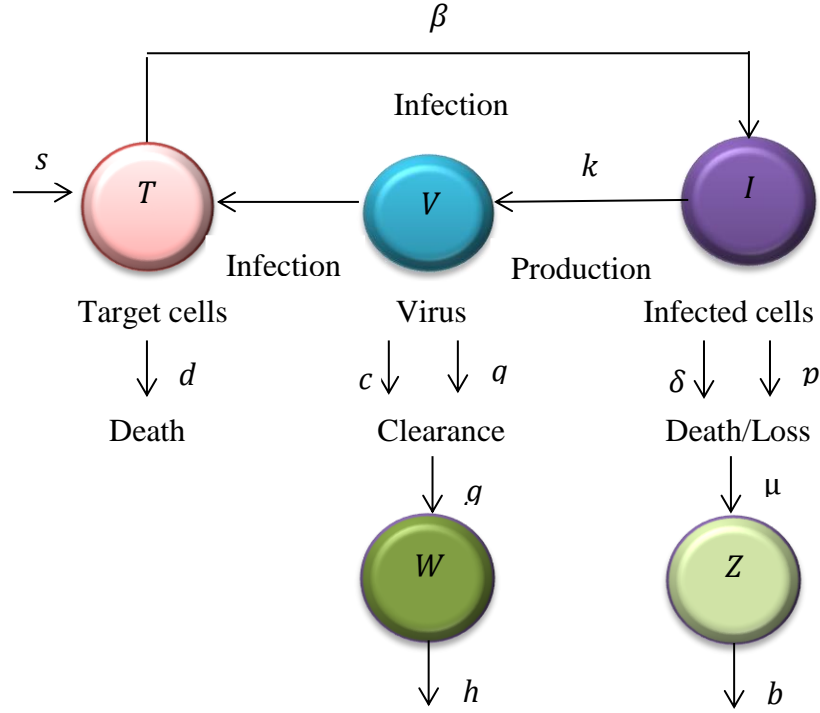 β
Infection
s
T
V
k
I
Infection
Production
Target cells
Virus
Infected cells
d
c
q
δ
p
Death
Clearance
Death/Loss
g
μ
W
Z
h
b